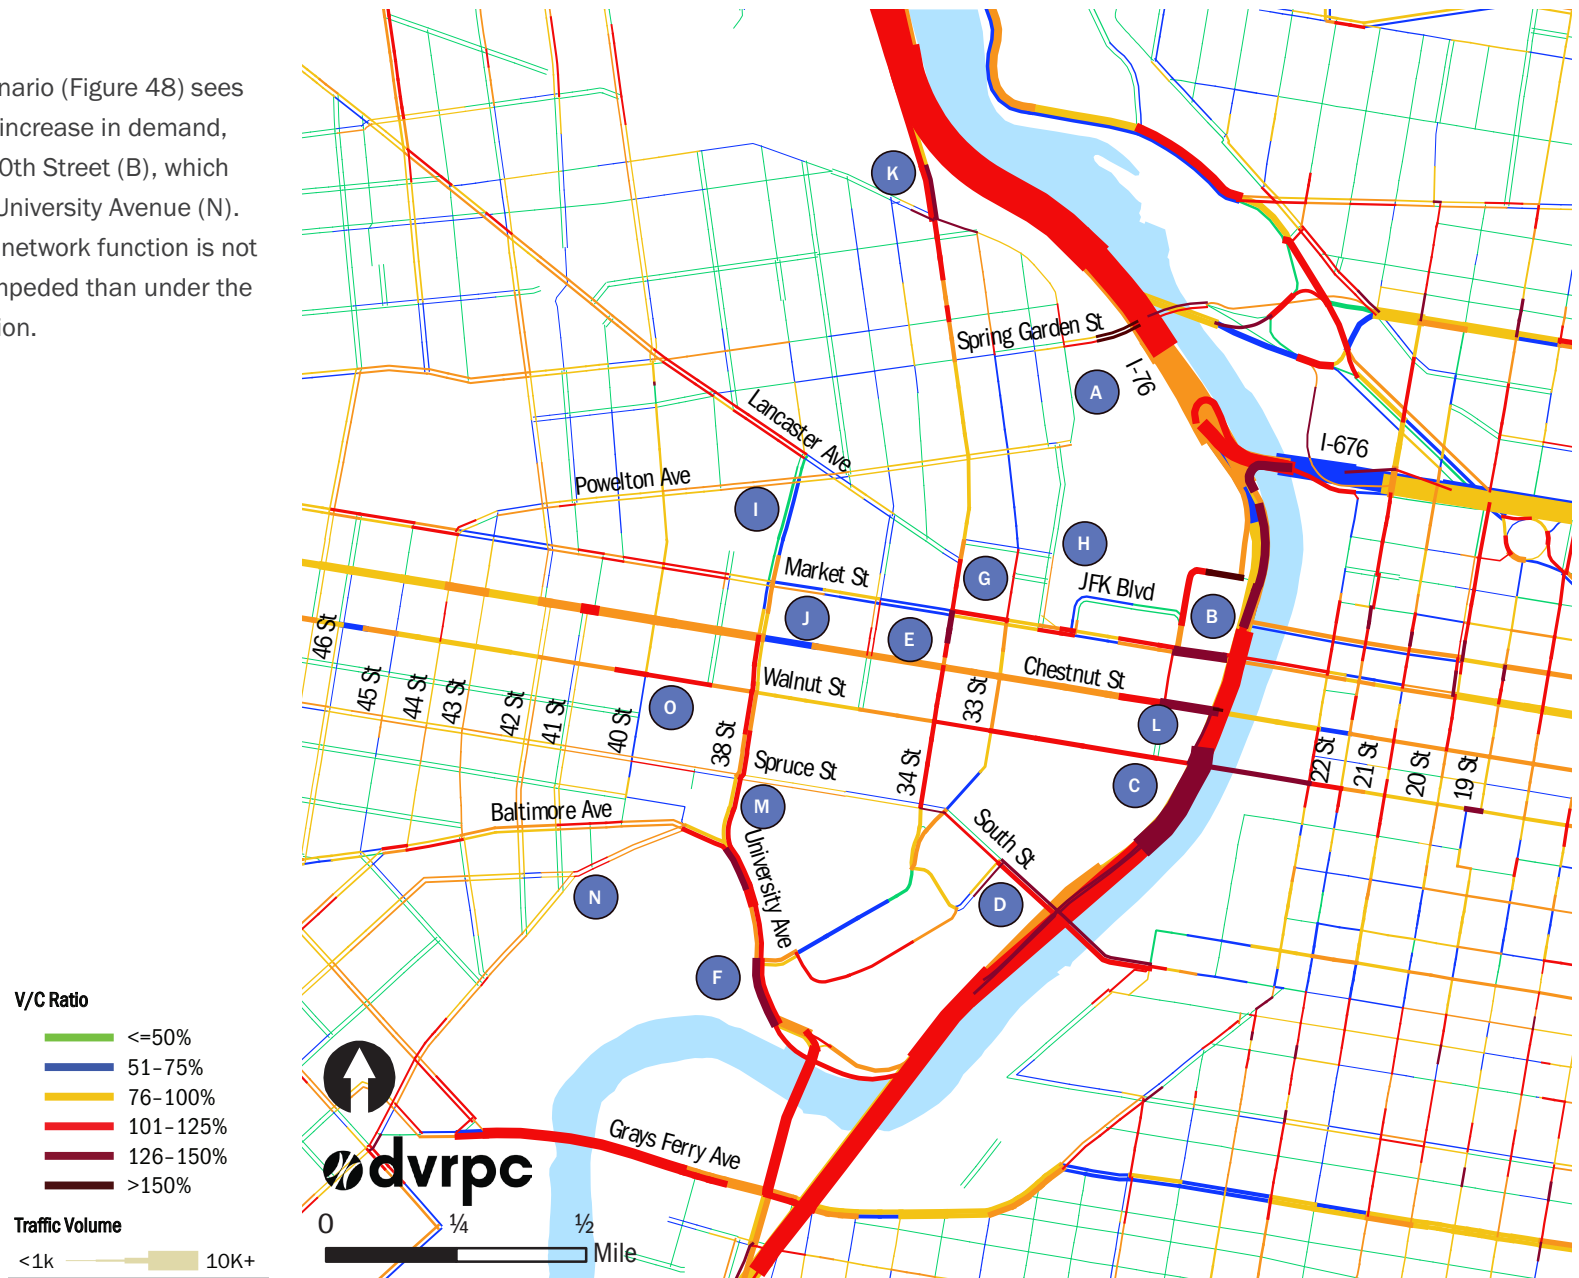 nario (Figure 48) sees
increase in demand,
0th Street (B), which
University Avenue (N).
network function is not
mpeded than under the
ion.
K
Spring Garden St
I-76
A
Lancaster Ave
I-676
Powelton Ave
I
H
Market St
G
JFK Blvd
J
E
B
46 St
45 St
44 St
43 St
42 St
41 St
40 St
O
38 St
Walnut St
Chestnut St
33 St
L
34 St
22 St
21 St
20 St
19 St
Spruce St
C
M
Baltimore Ave
University Ave
South St
N
D
F
V/C Ratio
<=50%
51–75%
76–100%
101–125%
126–150%
>150%
Traffic Volume
<1k
10K+
Grays Ferry Ave
dvrpc
0 ¼ ½
Mile